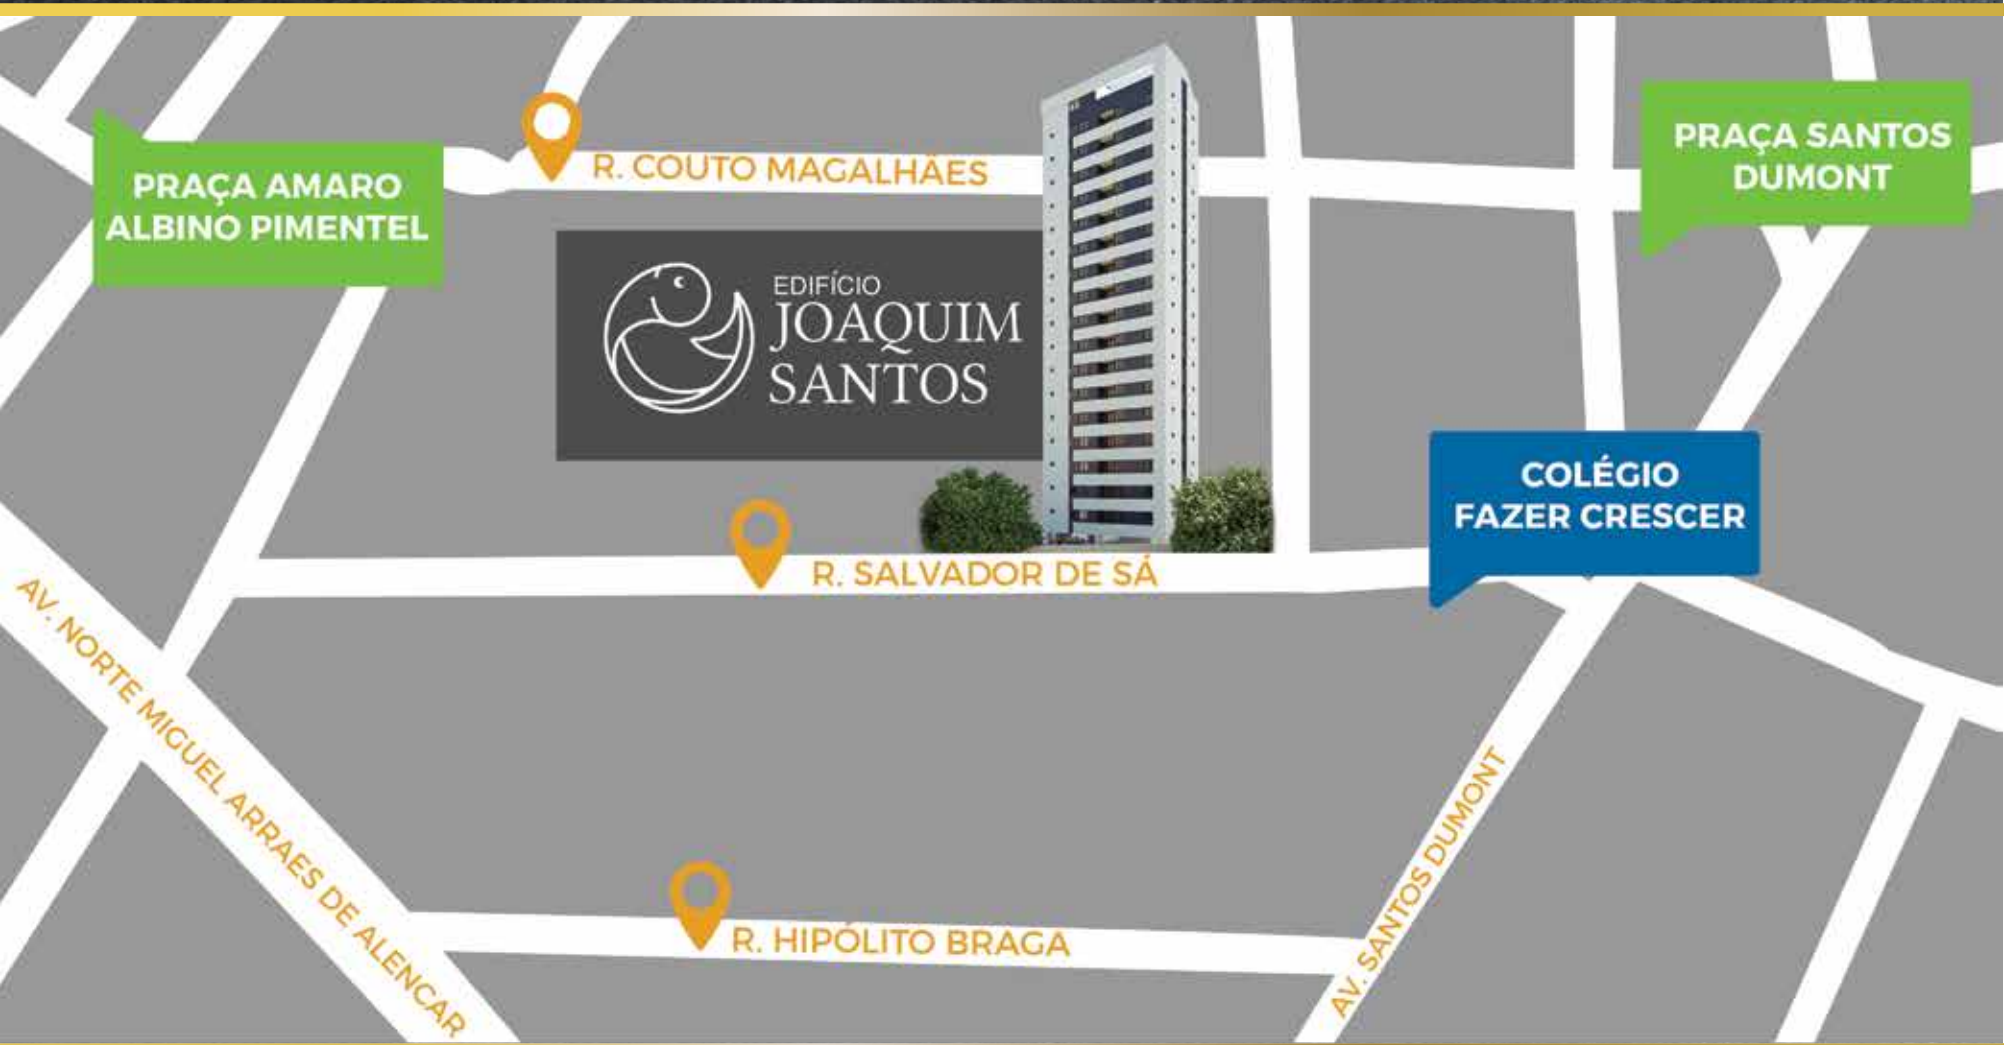 R. COUTO MAGALHÃES
PRAÇA SANTOS
DUMONT
PRAÇA AMARO
ALBINO PIMENTEL
EDIFÍCIO
JOAQUIM
SANTOS
COLÉGIO
FAZER CRESCER
R. SALVADOR DE SÁ
AV. NORTE MIGUEL ARRAES DE ALENCAR
AV. SANTOS DUMONT
R. HIPÓLITO BRAGA